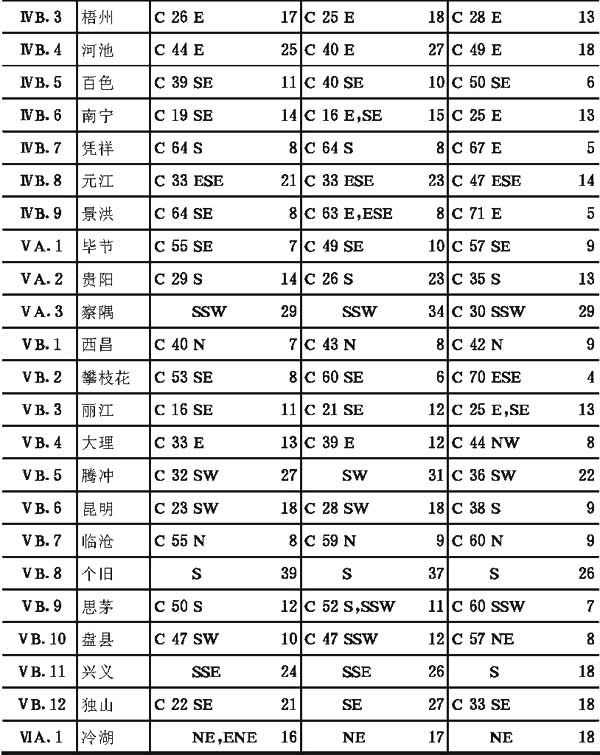 ⅣB.3 梧州 C 26 E 17 C 25 E 18 C 28 E 13
ⅣB.4 河池 C 44 E 25 C 40 E 27 C 49 E 18
ⅣB.5 百色 C 39 SE 11 C 40 SE 10 C 50 SE 6
ⅣB.6 南宁 C 19 SE 14 C 16 E,SE 15 C 25 E 13
ⅣB.7 凭祥 C 64 S 8 C 64 S 8 C 67 E 5
ⅣB.8 元江 C 33 ESE 21 C 33 ESE 23 C 47 ESE 14
ⅣB.9 景洪 C 64 SE 8 C 63 E,ESE 8 C 71 E 5
ⅤA.1 毕节 C 55 SE 7 C 49 SE 10 C 57 SE 9
ⅤA.2 贵阳 C 29 S 14 C 26 S 23 C 35 S 13
ⅤA.3 察隅 SSW 29 SSW 34 C 30 SSW 29
ⅤB.1 西昌 C 40 N 7 C 43 N 8 C 42 N 9
ⅤB.2 攀枝花 C 53 SE 8 C 60 SE 6 C 70 ESE 4
ⅤB.3 丽江 C 16 SE 11 C 21 SE 12 C 25 E,SE 13
ⅤB.4 大理 C 33 E 13 C 39 E 12 C 44 NW 8
ⅤB.5 腾冲 C 32 SW 27 SW 31 C 36 SW 22
ⅤB.6 昆明 C 23 SW 18 C 28 SW 18 C 38 S 9
ⅤB.7 临沧 C 55 N 8 C 59 N 9 C 60 N 9
ⅤB.8 个旧 S 39 S 37 S 26
ⅤB.9 思茅 C 50 S 12 C 52 S,SSW 11 C 60 SSW 7
ⅤB.10 盘县 C 47 SW 10 C 47 SSW 12 C 57 NE 8
ⅤB.11 兴义 SSE 24 SSE 26 S 18
ⅤB.12 独山 C 22 SE 21 SE 27 C 33 SE 18
ⅥA.1 冷湖 NE,ENE 16 NE 17 NE 18